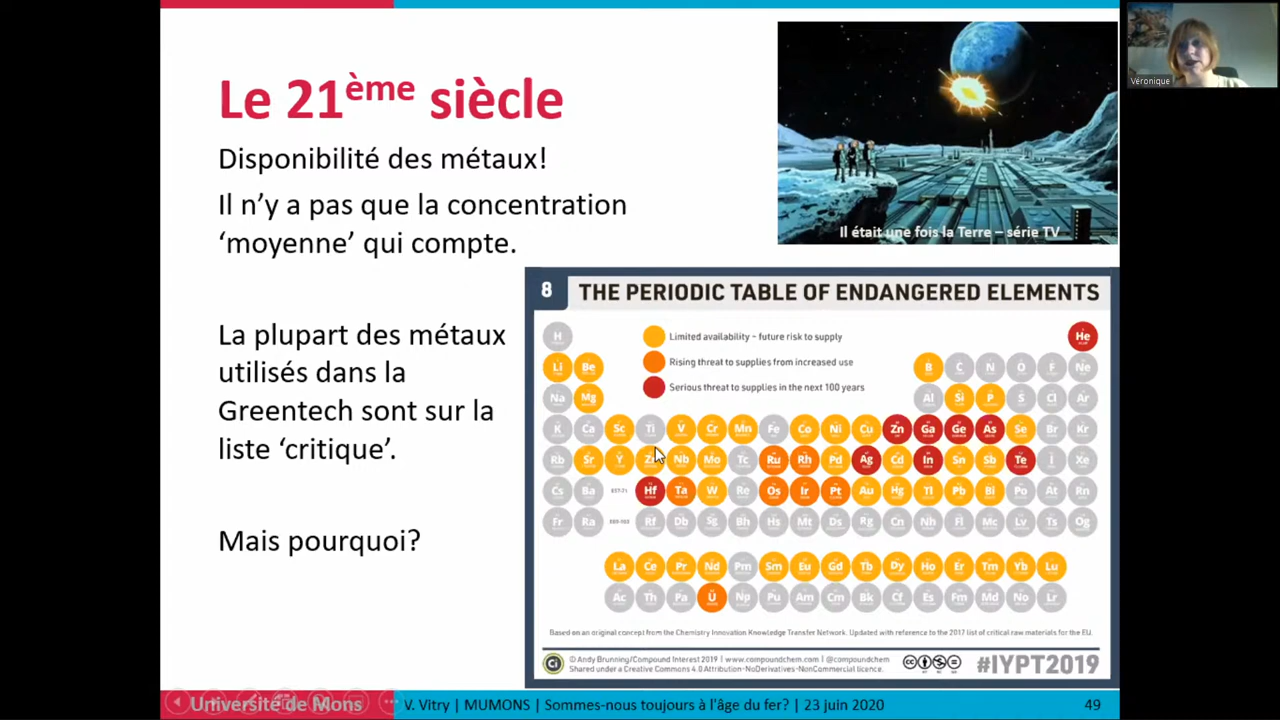 Le 21ème siècle
Disponibilité des métaux!
Il n’y a pas que la concentration
‘moyenne’ qui compte.
La plupart des métaux
utilisés dans la
Greentech sont sur la
liste ‘critique’.
Mais pourquoi?
Il était une fois la Terre – série TV
Véronique
8 THE PERIODIC TABLE OF ENDANGERED ELEMENTS
Limited availability – future risk to supply
Rising threat to supplies from increased use
Serious threat to supplies in the next 100 years
H He
Li Be B C N O F Ne
Na Mg Al Si P S Cl Ar
K Ca Sc Ti V Cr Mn Fe Co Ni Cu Zn Ga Ge As Se Br Kr
Rb Sr Y Nb Mo Tc Ru Rh Pd Ag Cd In Sn Sb Te I Xe
Cs Ba Hf Ta W Re Os Ir Pt Au Hg Tl Pb Bi Po At Rn
Fr Ra Rf Db Sg Bh Hs Mt Ds Rg Cn Nh Fl Mc Lv Ts Og
La Ce Pr Nd Pm Sm Eu Gd Tb Dy Ho Er Tm Yb Lu
Ac Th Pa U Np Pu Am Cm Bk Cf Es Fm Md No Lr
Based on an original concept from the Chemistry Innovation Knowledge Transfer Network. Updated with reference to the 2017 list of critical raw materials for the EU.
Ci © Andy Brunning/Compound Interest 2019 | www.compoundchem.com | @compoundchem
Shared under a Creative Commons 4.0 Attribution-NoDerivatives-NonCommercial licence.
#IYPT2019
Université de Mons
V. Vitry | MUMONS | Sommes-nous toujours à l'âge du fer? | 23 juin 2020
49